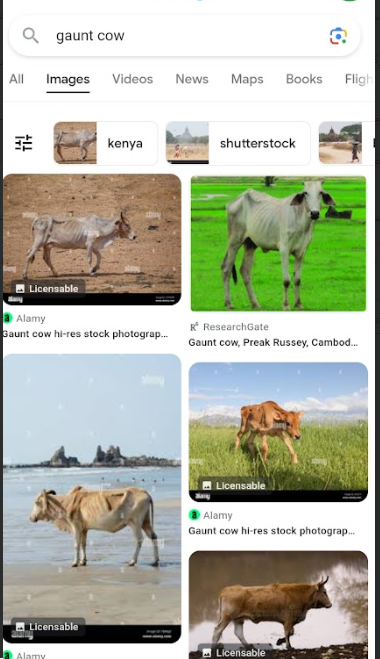 gaunt cow
All Images Videos News Maps Books Fligh
kenya shutterstock
alamy
Licensable
alamy
Alamy
Gaunt cow hi-res stock photograp...
R⁶ ResearchGate
Gaunt cow, Preak Russey, Cambod...
alamy
Licensable
alamy
Alamy
Gaunt cow hi-res stock photograp...
alamy
Licensable
Alamy
Licensable